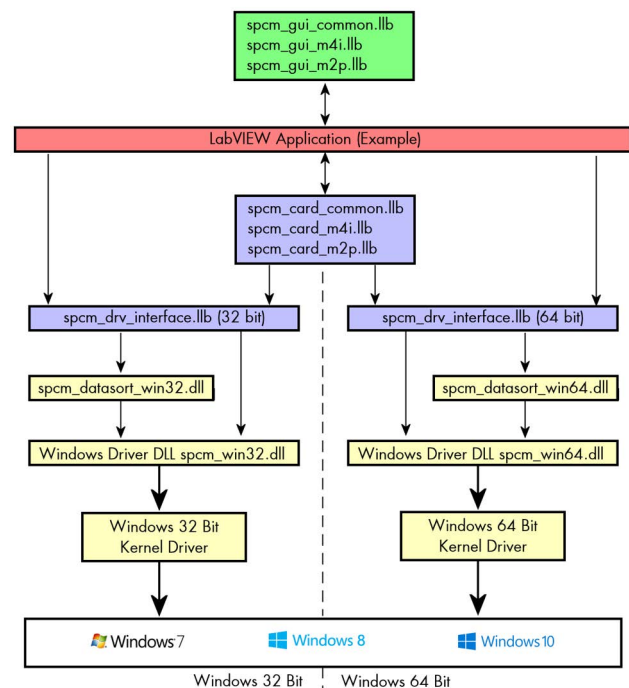 spcm_gui_common.llb
spcm_gui_m4i.llb
spcm_gui_m2p.llb
LabVIEW Application (Example)
spcm_card_common.llb
spcm_card_m4i.llb
spcm_card_m2p.llb
spcm_drv_interface.llb (32 bit)
spcm_drv_interface.llb (64 bit)
spcm_datasort_win32.dll
spcm_datasort_win64.dll
Windows Driver DLL spcm_win32.dll
Windows Driver DLL spcm_win64.dll
Windows 32 Bit
Kernel Driver
Windows 64 Bit
Kernel Driver
Windows 7
Windows 8
Windows 10
Windows 32 Bit
Windows 64 Bit